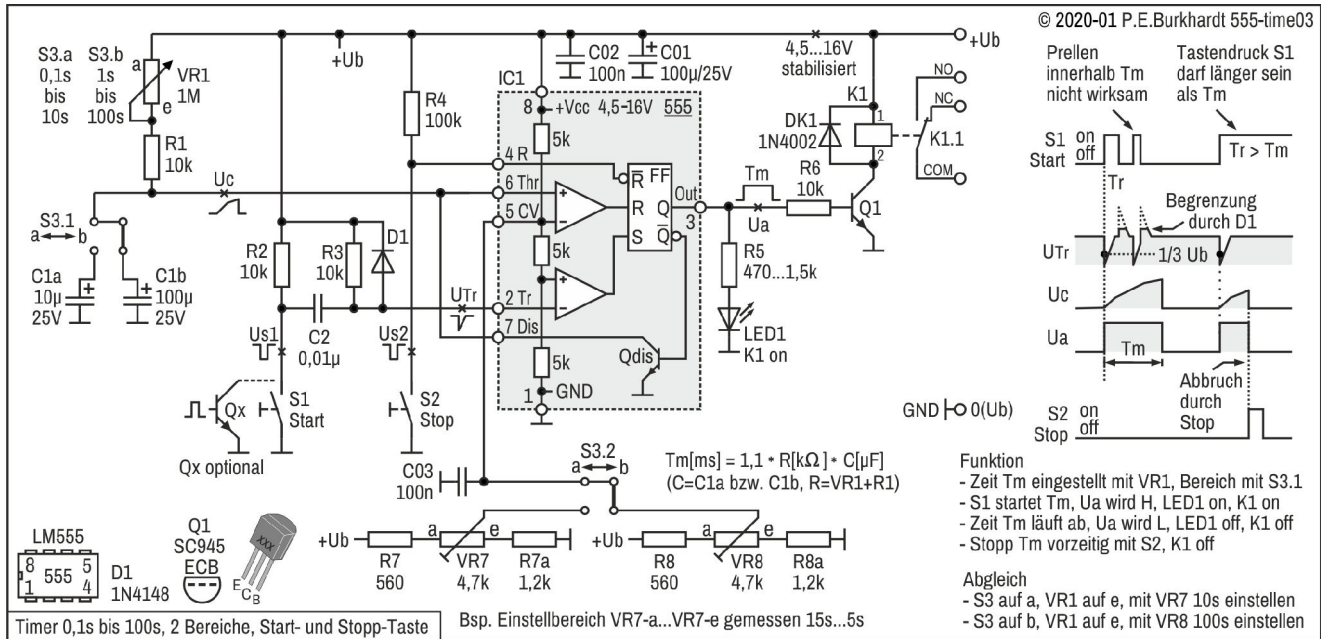 © 2020-01 P.E.Burkhardt 555-time03
S3.a
0,1s
bis
10s
S3.b
1s
bis
100s
a
VR1
1M
e
R1
10k
+Ub
R4
100k
C02
100n
C01
100µ/25V
4,5...16V
stabilisiert
+Ub
IC1
8
+Vcc 4,5-16V 555
5k
4 R
6 Thr
5 CV
5k
2 Tr
7 Dis
5k
GND
1
R FF
R Q
S Q
Out
3
Qdis
Uc
S3.1
a b
C1a
10µ
25V
C1b
100µ
25V
R2
10k
R3
10k
D1
UTr
C2
0,01µ
Us1
Us2
Qx
Qx optional
S1
Start
S2
Stop
Tm
Ua
R6
10k
Q1
R5
470...1,5k
LED1
K1 on
K1
1
2
DK1
1N4002
NO
NC
K1.1
COM
Prellen
innerhalb Tm
nicht wirksam
Tastendruck S1
darf länger sein
als Tm
S1
Start
on
off
Tr
Tr > Tm
Begrenzung
durch D1
UTr
1/3 Ub
Uc
Ua
Tm
Abbruch
durch
Stop
S2
Stop
on
off
GND 0(Ub)
C03
100n
S3.2
a b
Tm[ms] = 1,1 * R[kΩ] * C[µF]
(C=C1a bzw. C1b, R=VR1+R1)
+Ub
R7
560
a e
VR7
4,7k
R7a
1,2k
+Ub
R8
560
a e
VR8
4,7k
R8a
1,2k
Bsp. Einstellbereich VR7-a...VR7-e gemessen 15s...5s
Funktion
- Zeit Tm eingestellt mit VR1, Bereich mit S3.1
- S1 startet Tm, Ua wird H, LED1 on, K1 on
- Zeit Tm läuft ab, Ua wird L, LED1 off, K1 off
- Stopp Tm vorzeitig mit S2, K1 off
Abgleich
- S3 auf a, VR1 auf e, mit VR7 10s einstellen
- S3 auf b, VR1 auf e, mit VR8 100s einstellen
LM555
8 5
555
1 4
D1
1N4148
Q1
SC945
ECB
XXX
E
C
B
Timer 0,1s bis 100s, 2 Bereiche, Start- und Stopp-Taste